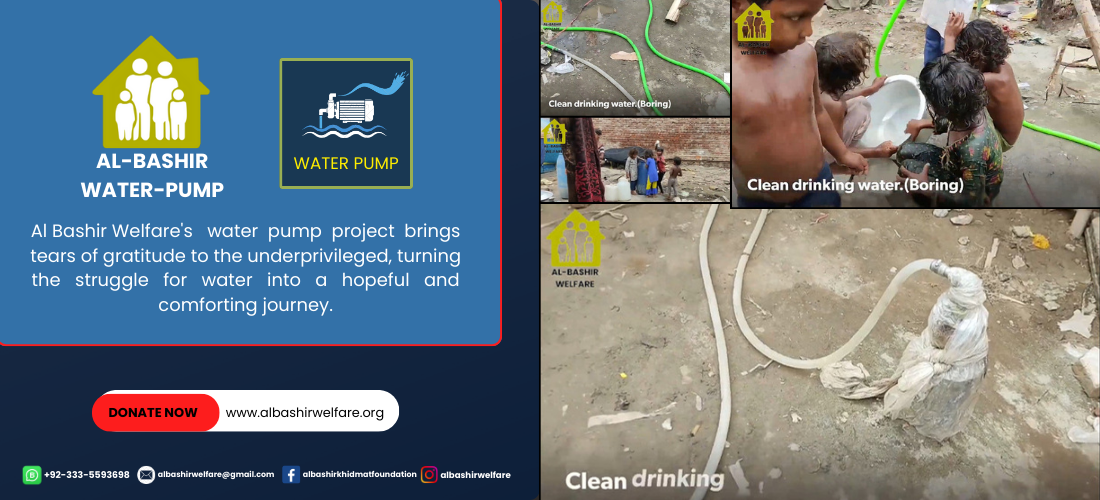 AL-BASHIR
WATER-PUMP
WATER PUMP
Al Bashir Welfare's water pump project brings
tears of gratitude to the underprivileged, turning
the struggle for water into a hopeful and
comforting journey.
DONATE NOW
www.albashirwelfare.org
+92-333-5593698
albashirwelfare@gmail.com
albashirkhidmatfoundation
albashirwelfare
Clean drinking water.(Boring)
Clean drinking water.(Boring)
AL-BASHIR
WELFARE
Clean drinking